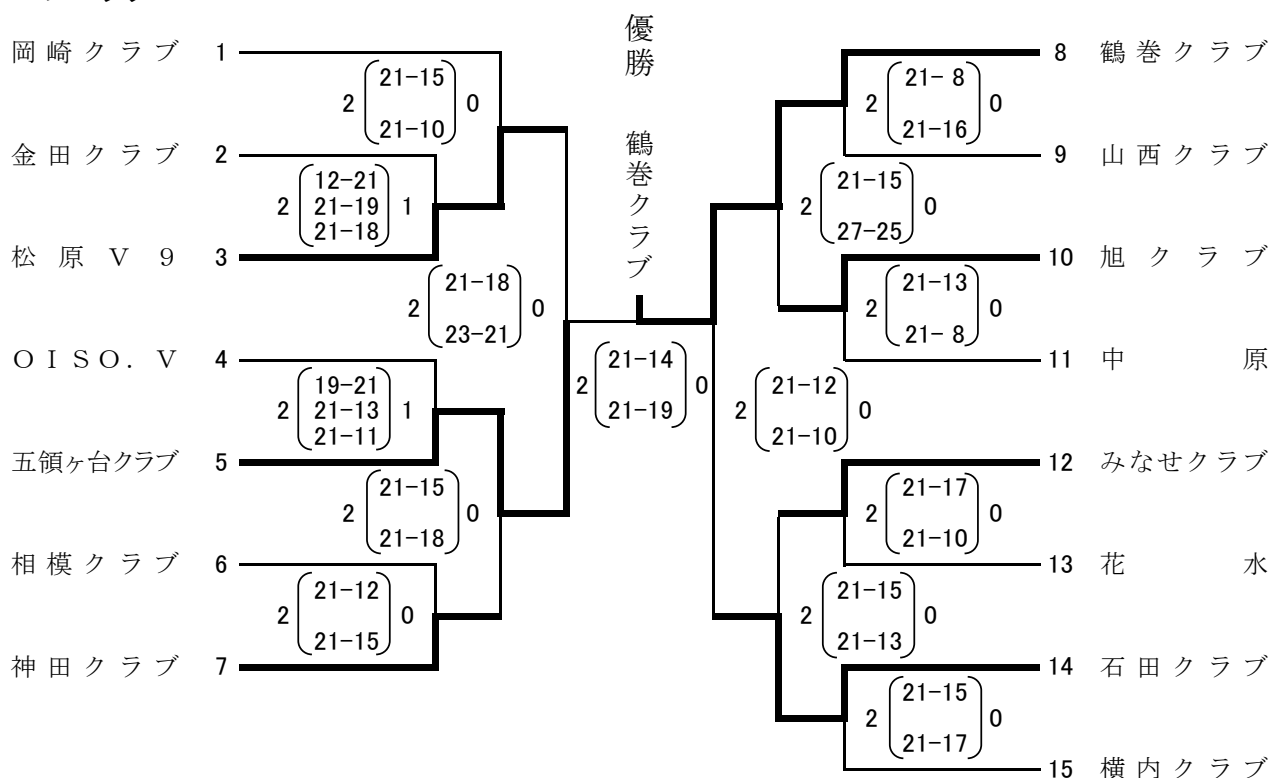 優勝 鶴巻クラブ
岡崎クラブ 1
2 21-15 0
21-10
金田クラブ 2
12-21
2 21-19 1
21-18
松原V9 3
21-18
2 0
23-21
OISO.V 4
19-21
2 21-13 1
21-11
五領ヶ台クラブ 5
21-15
2 0
21-18
相模クラブ 6
21-12
2 0
21-15
神田クラブ 7
21-14
2 0
21-19
8 鶴巻クラブ
21- 8
2 0
21-16
9 山西クラブ
21-15
2 0
27-25
10 旭クラブ
21-13
2 0
21- 8
11 中原
21-12
2 0
21-10
12 みなせクラブ
21-17
2 0
21-10
13 花水
21-15
2 0
21-13
14 石田クラブ
21-15
2 0
21-17
15 横内クラブ